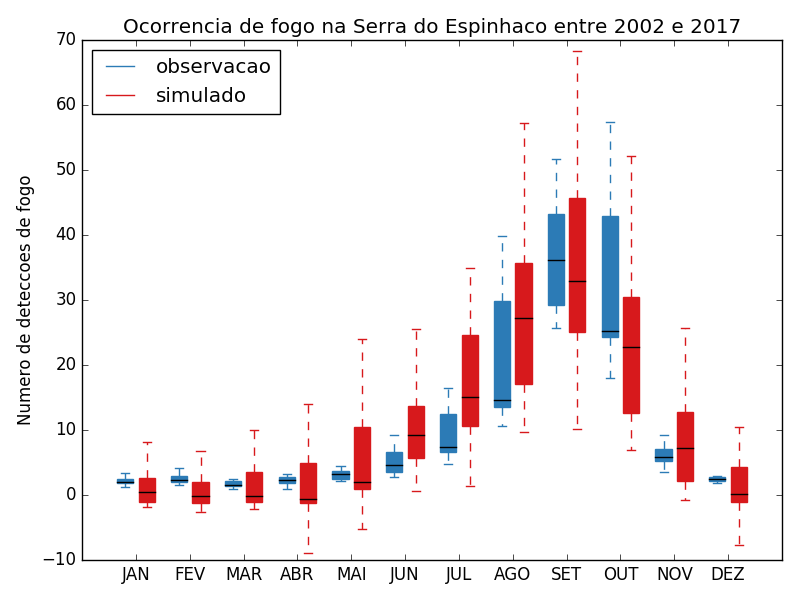 Ocorrencia de fogo na Serra do Espinhaco entre 2002 e 2017
observacao
simulado
Numero de deteccoes de fogo
70
60
50
40
30
20
10
0
−10
JAN FEV MAR ABR MAI JUN JUL AGO SET OUT NOV DEZ